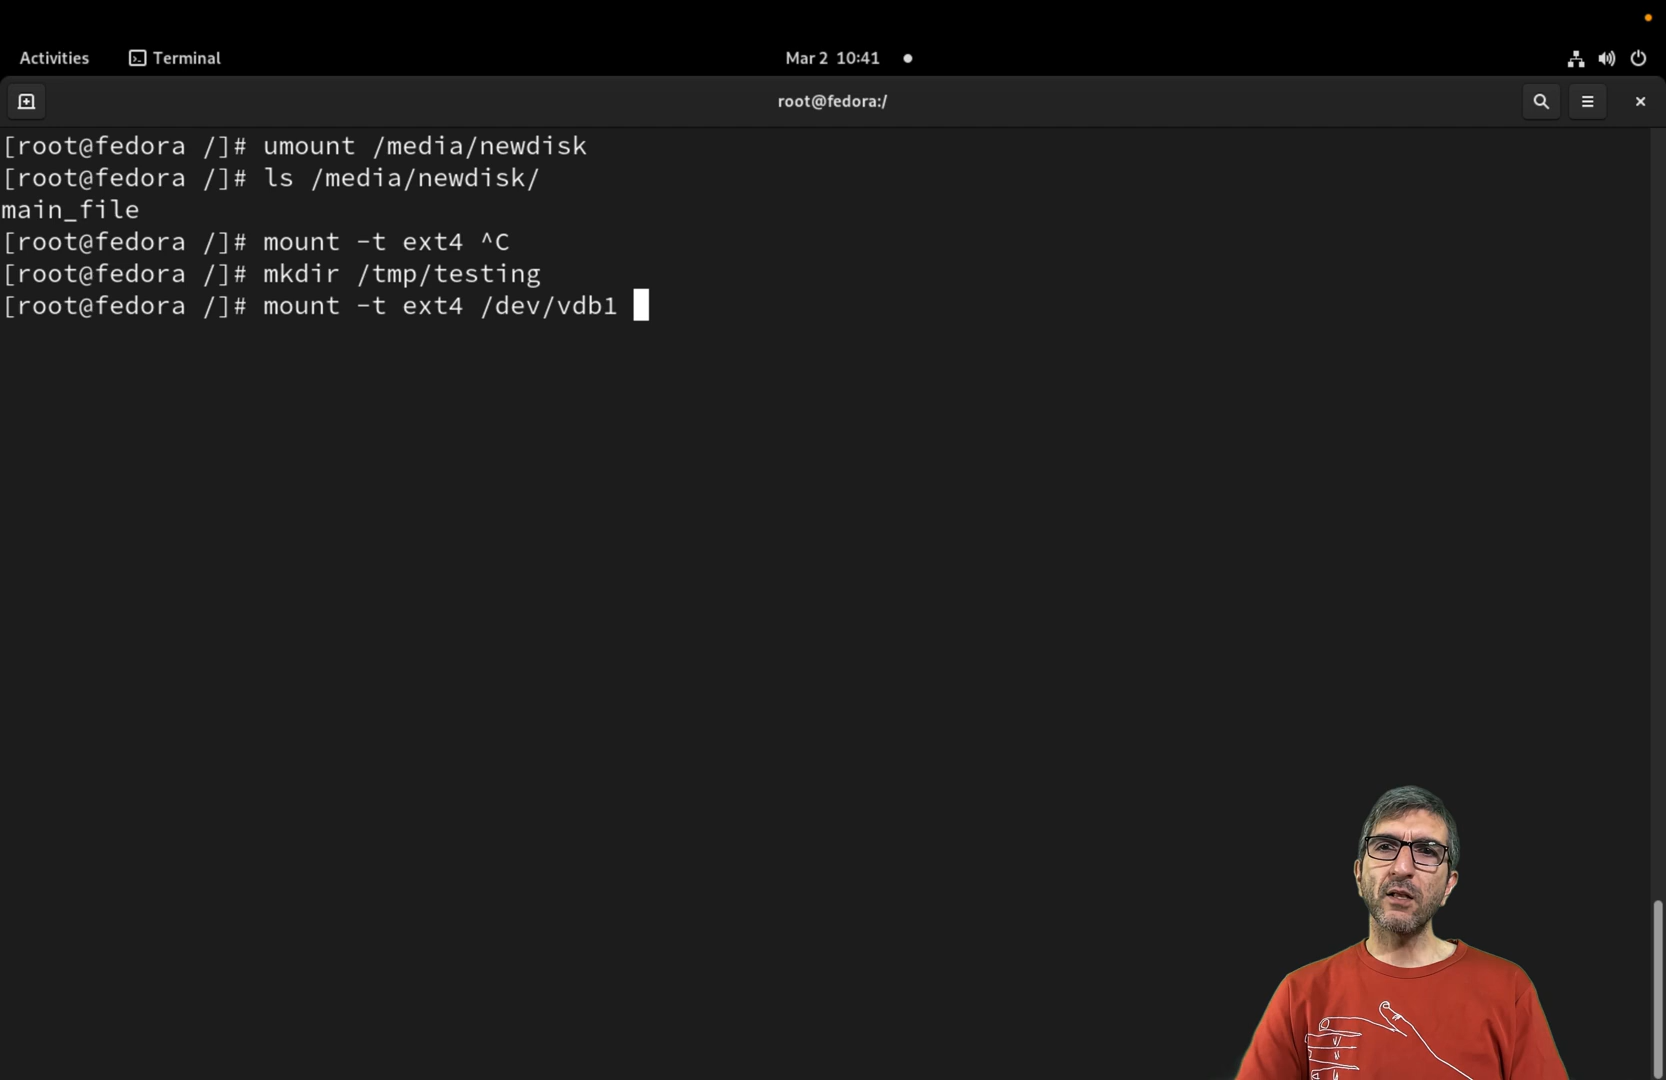 Activities Terminal Mar 2 10:41
root@fedora:/
[root@fedora /]# umount /media/newdisk
[root@fedora /]# ls /media/newdisk/
main_file
[root@fedora /]# mount -t ext4 ^C
[root@fedora /]# mkdir /tmp/testing
[root@fedora /]# mount -t ext4 /dev/vdb1